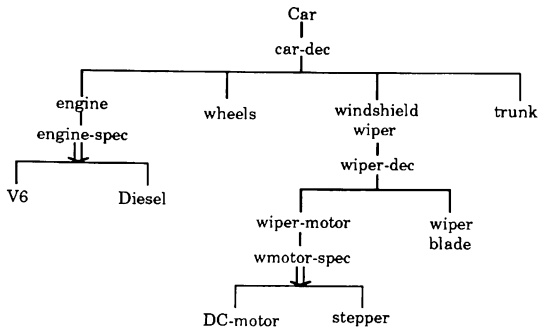 Car
car-dec
engine
wheels
windshield
wiper
trunk
engine-spec
wiper-dec
V6
Diesel
wiper-motor
wiper
blade
wmotor-spec
DC-motor
stepper